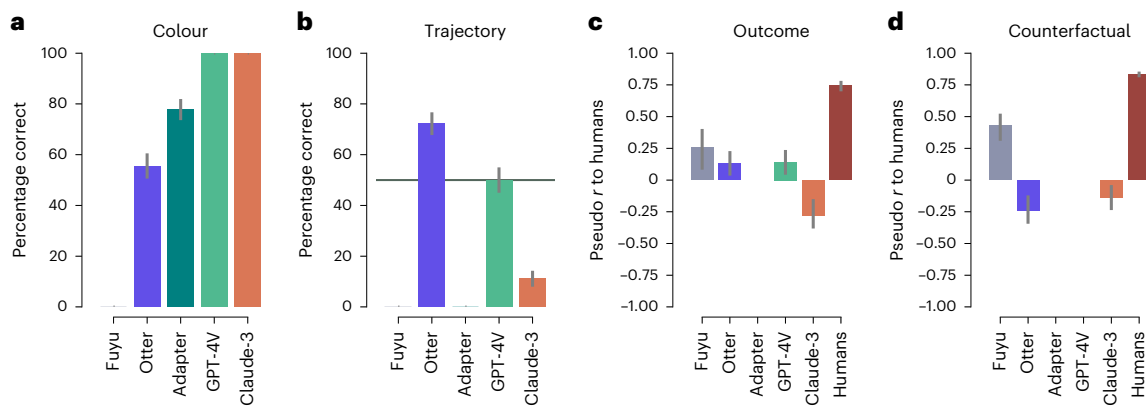 a
Colour
Percentage correct
100
80
60
40
20
0
Fuyu
Otter
Adapter
GPT-4V
Claude-3
b
Trajectory
Percentage correct
100
80
60
40
20
0
Fuyu
Otter
Adapter
GPT-4V
Claude-3
c
Outcome
Pseudo r to humans
1.00
0.75
0.50
0.25
0
−0.25
−0.50
−0.75
−1.00
Fuyu
Otter
Adapter
GPT-4V
Claude-3
Humans
d
Counterfactual
Pseudo r to humans
1.00
0.75
0.50
0.25
0
−0.25
−0.50
−0.75
−1.00
Fuyu
Otter
Adapter
GPT-4V
Claude-3
Humans